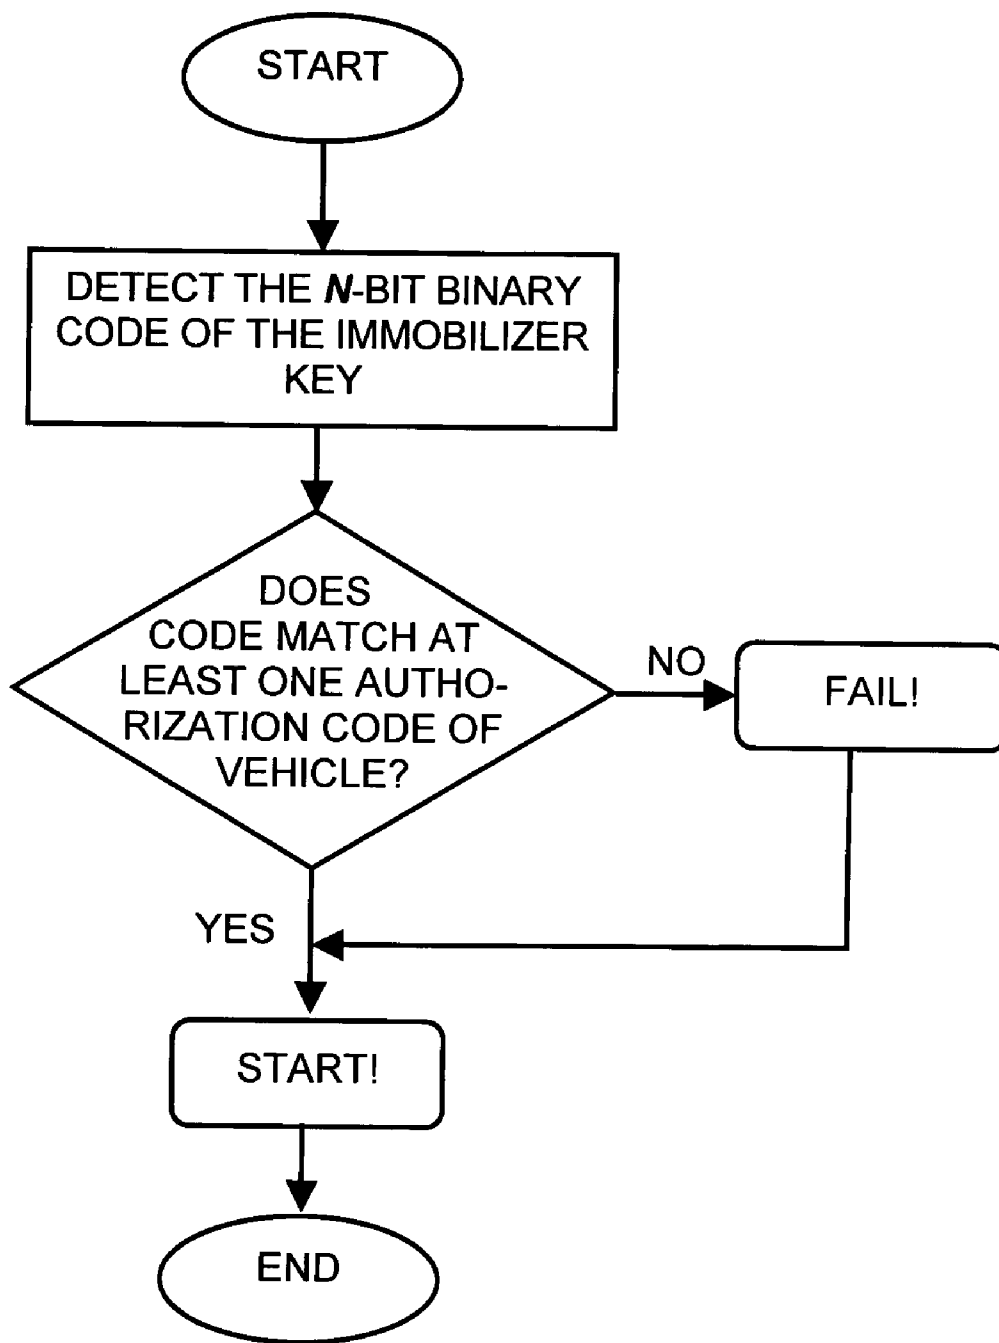 START
DETECT THE N-BIT BINARY
CODE OF THE IMMOBILIZER
KEY
DOES
CODE MATCH AT
LEAST ONE AUTHO-
RIZATION CODE OF
VEHICLE?
NO
FAIL!
YES
START!
END